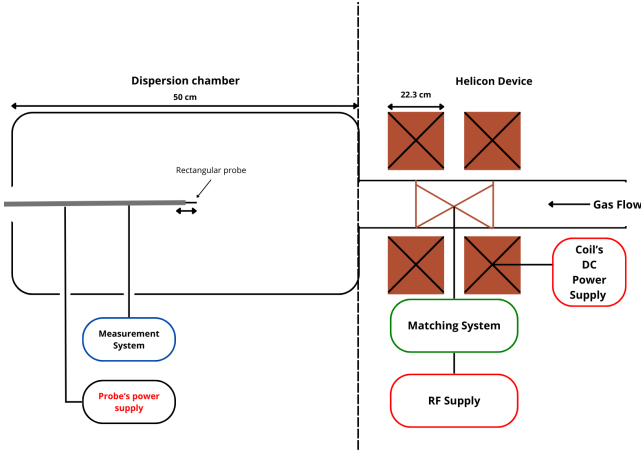 Dispersion chamber
50 cm
Helicon Device
22.3 cm
Rectangular probe
Gas Flow
Coil's
DC
Power
Supply
Measurement
System
Matching System
Probe's power
supply
RF Supply